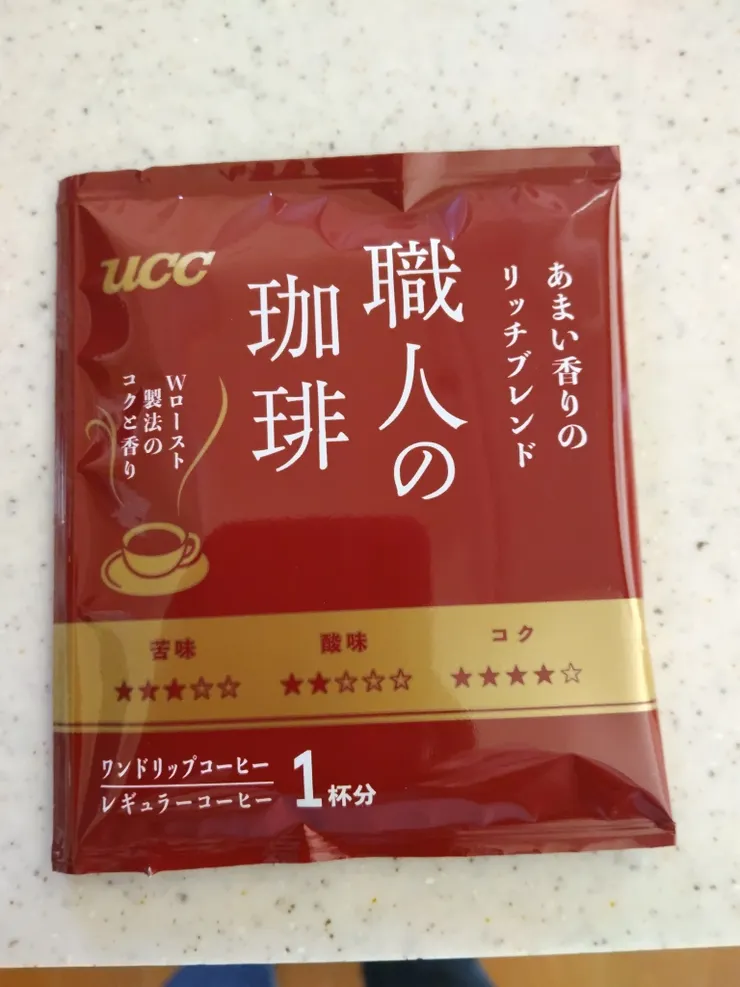 UCC
あまい香りの
リッチブレンド
職人の
珈琲
Wロースト
製法の
コクと香り
苦味
★★★☆☆
酸味
★★☆☆☆
コク
★★★★☆
ワンドリップコーヒー
レギュラーコーヒー
1杯分